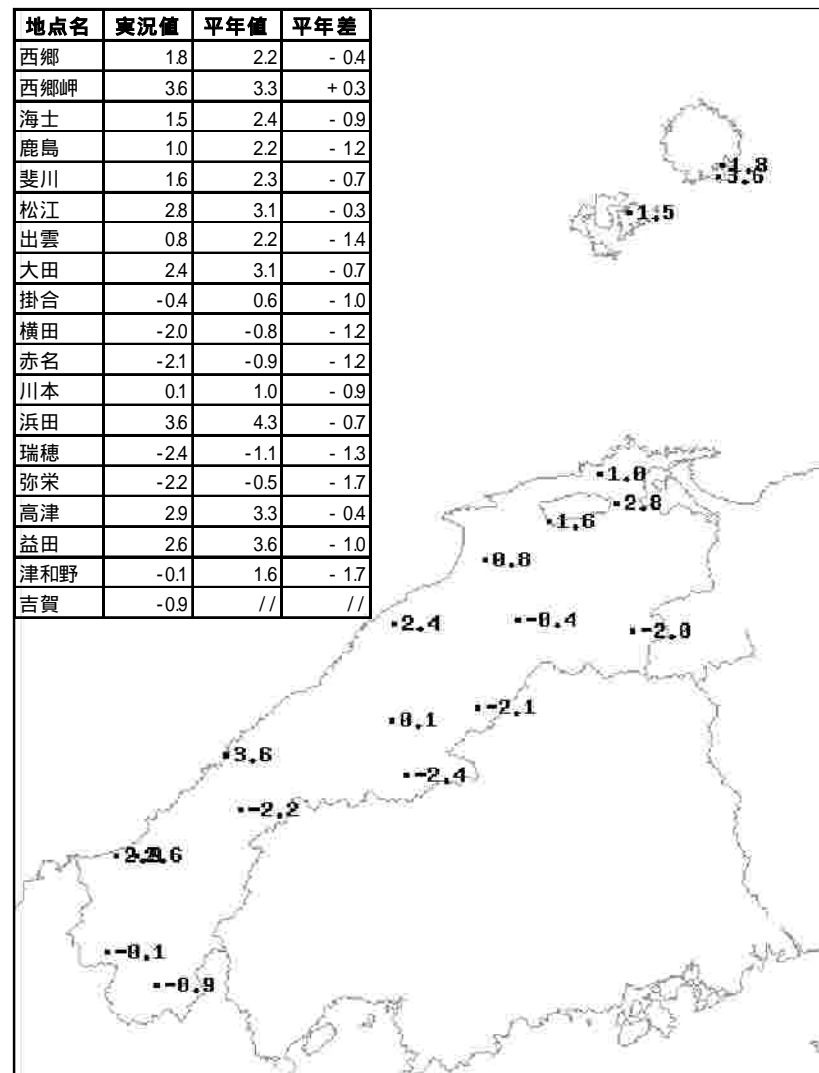 地点名 実況値 平年値 平年差
西郷 1.8 2.2 - 0.4
西郷岬 3.6 3.3 + 0.3
海士 1.5 2.4 - 0.9
鹿島 1.0 2.2 - 1.2
斐川 1.6 2.3 - 0.7
松江 2.8 3.1 - 0.3
出雲 0.8 2.2 - 1.4
大田 2.4 3.1 - 0.7
掛合 -0.4 0.6 - 1.0
横田 -2.0 -0.8 - 1.2
赤名 -2.1 -0.9 - 1.2
川本 0.1 1.0 - 0.9
浜田 3.6 4.3 - 0.7
瑞穂 -2.4 -1.1 - 1.3
弥栄 -2.2 -0.5 - 1.7
高津 2.9 3.3 - 0.4
益田 2.6 3.6 - 1.0
津和野 -0.1 1.6 - 1.7
吉賀 -0.9 // //
1.8
3.6
1.5
1.0
2.8
1.6
0.8
2.4
-0.4
-2.0
-2.1
0.1
3.6
-2.4
-2.2
2.9
2.6
-0.1
-0.9